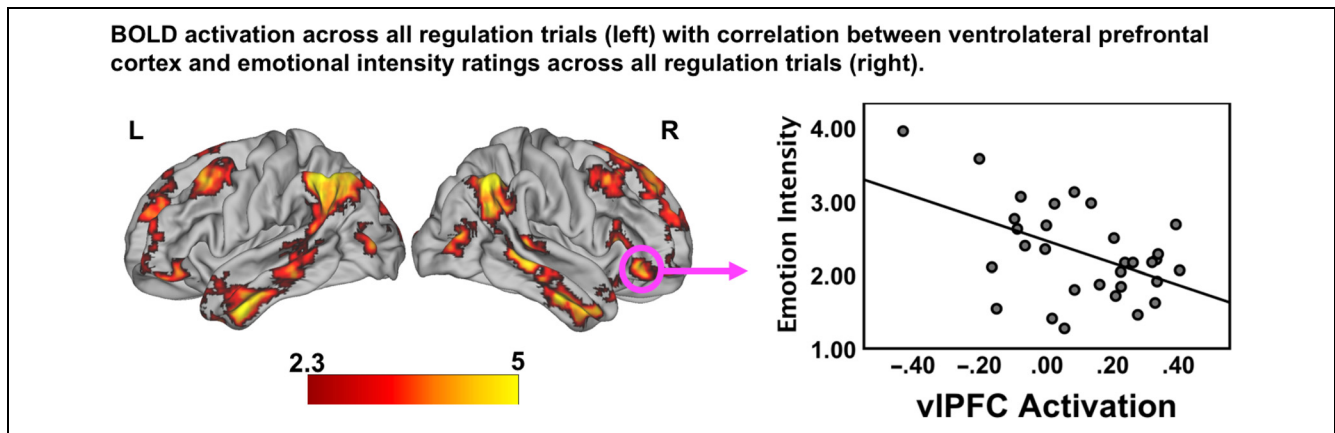 BOLD activation across all regulation trials (left) with correlation between ventrolateral prefrontal
cortex and emotional intensity ratings across all regulation trials (right).
L
R
2.3
5
Emotion Intensity
4.00
3.00
2.00
1.00
−.40
−.20
.00
.20
.40
vlPFC Activation